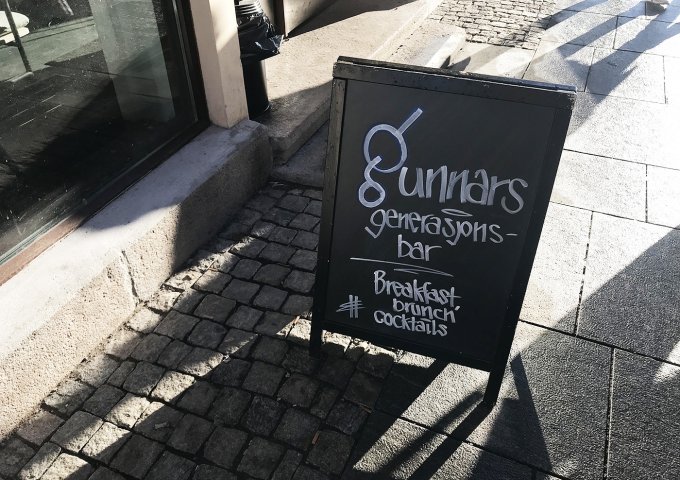 gunnars
generasjons-
bar
Breakfast
# brunch'
cocktails